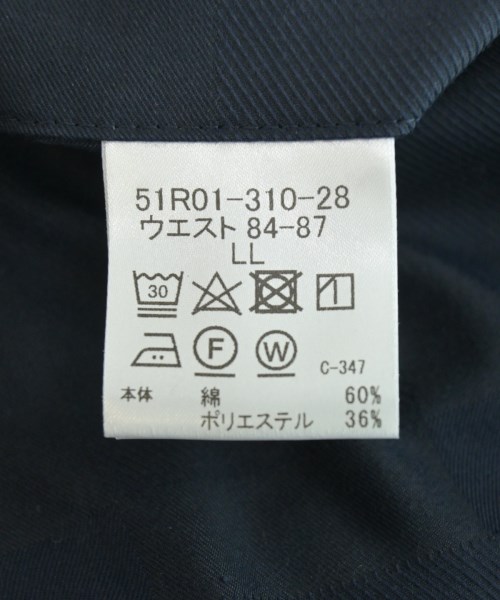 51R01-310-28
ウエスト 84-87
LL
30
F W
C-347
本体 綿 60%
ポリエステル 36%